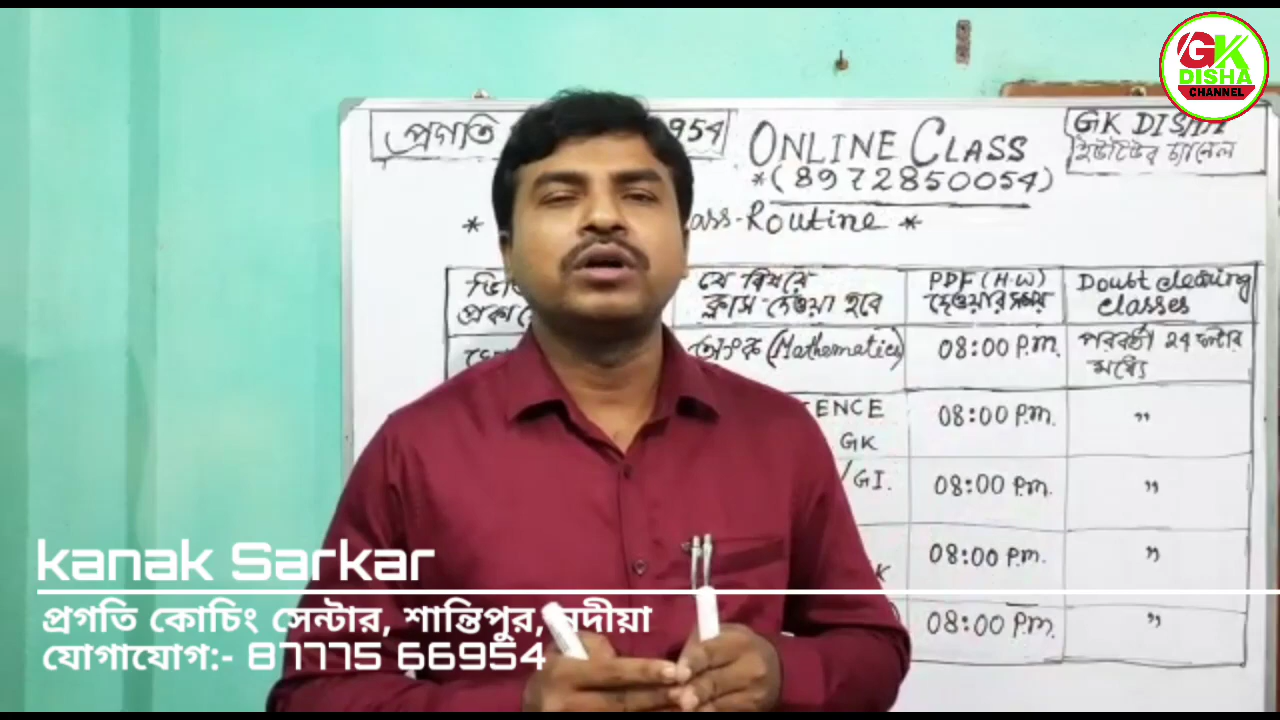 GK
DISHA
CHANNEL
প্রগতি 954
ONLINE CLASS
*(8972850054)
GK DISHA
ইউটিউব চ্যানেল
* ass-Routine *
যে বিষয়ে
ক্লাস দেওয়া হবে
PDF (H.W)
দেওয়ার সময়
Doubt clearing
classes
অংক (Mathematics)
08:00 P.m.
পরবর্তী 24 ঘন্টার
মধ্যে
ENCE
GK
08:00 P.m.
"
/GI.
08:00 P.m.
"
K
08:00 P.m.
"
08:00 P.m.
"
kanak Sarkar
প্রগতি কোচিং সেন্টার, শান্তিপুর, নদীয়া
যোগাযোগ:- 87775 66954